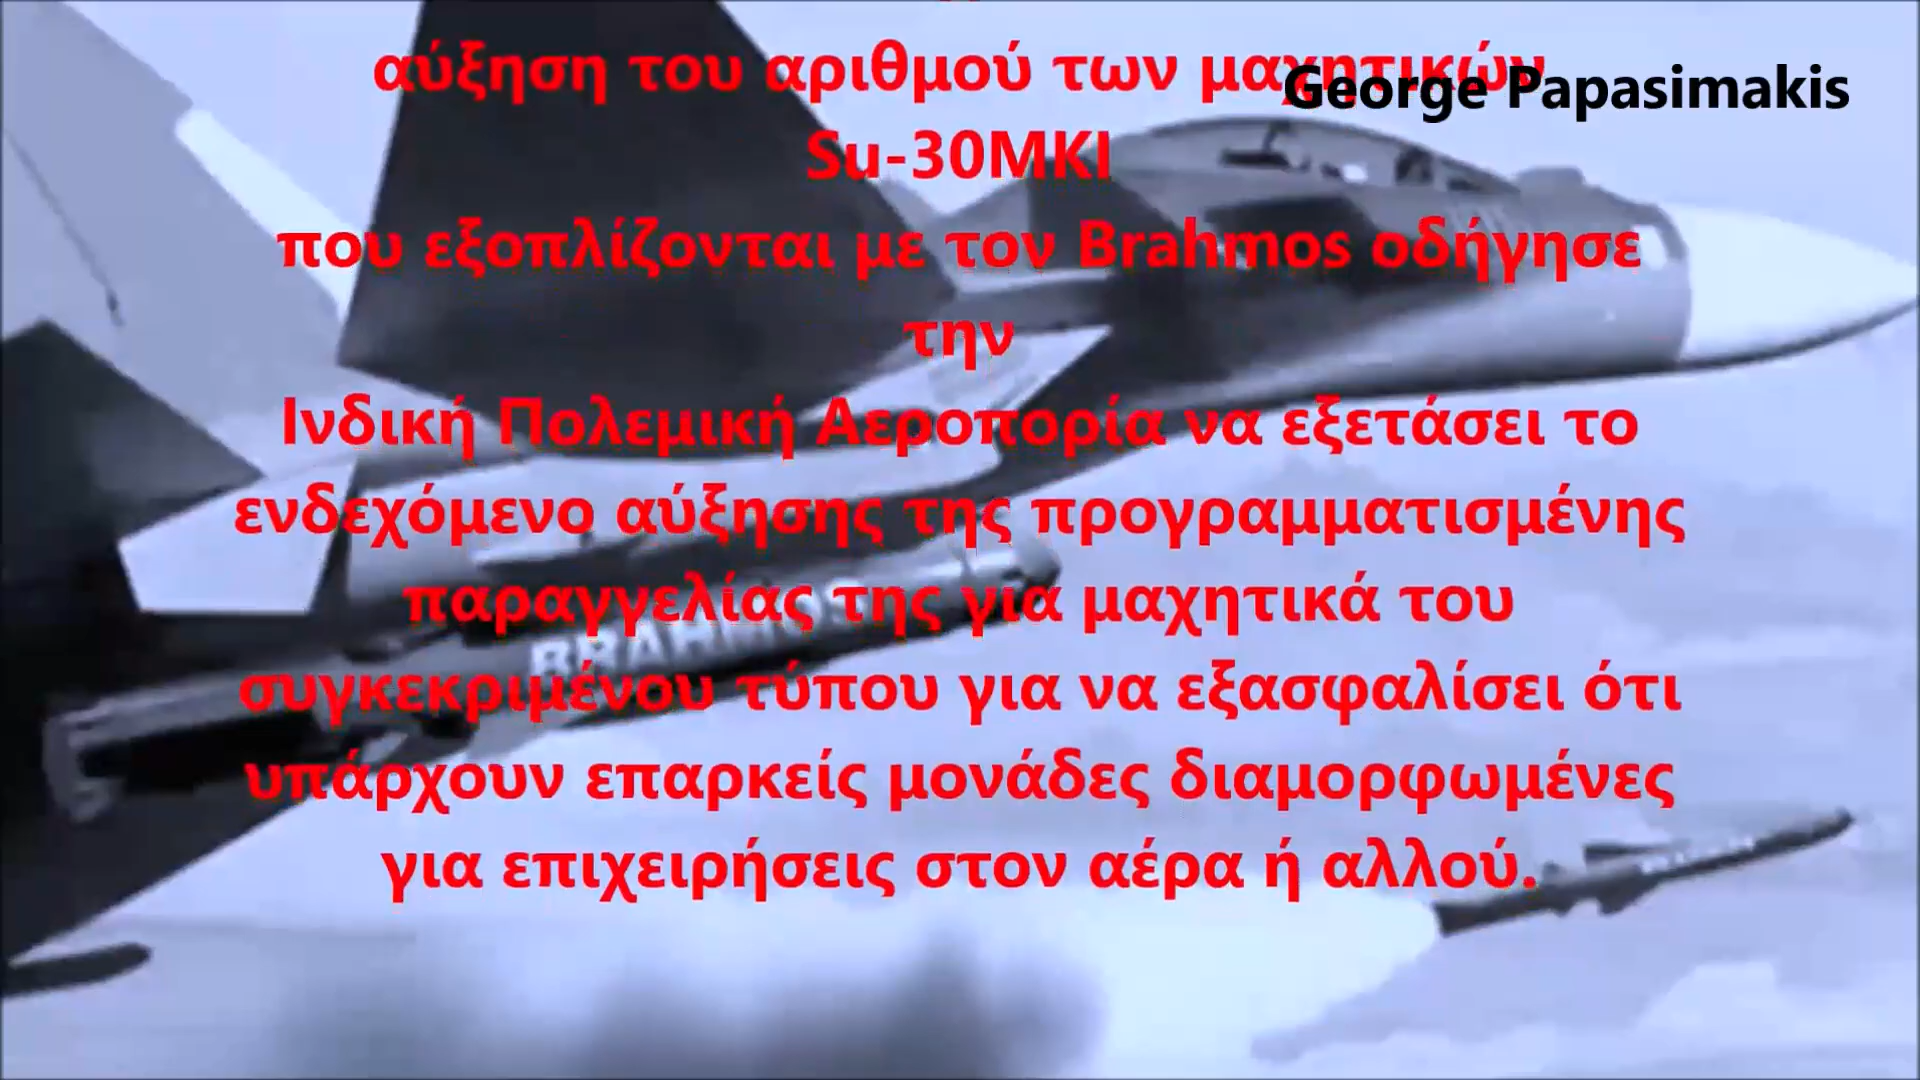 αύξηση του αριθμού των μαχητικών
George Papasimakis
Su-30MKI
που εξοπλίζονται με τον Brahmos οδήγησε
την
Ινδική Πολεμική Αεροπορία να εξετάσει το
ενδεχόμενο αύξησης της προγραμματισμένης
παραγγελίας της για μαχητικά του
BRAHMOS
συγκεκριμένου τύπου για να εξασφαλίσει ότι
υπάρχουν επαρκείς μονάδες διαμορφωμένες
για επιχειρήσεις στον αέρα ή αλλού.